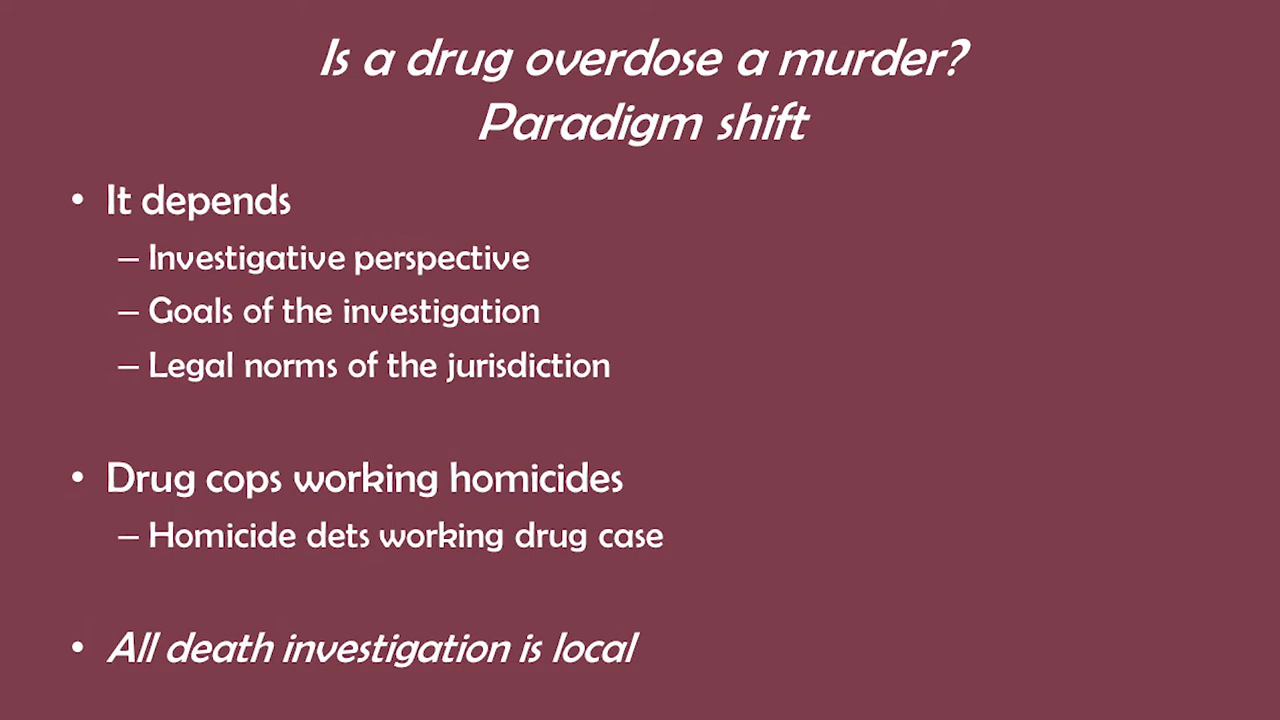 Is a drug overdose a murder?
Paradigm shift
• It depends
– Investigative perspective
– Goals of the investigation
– Legal norms of the jurisdiction
• Drug cops working homicides
– Homicide dets working drug case
• All death investigation is local